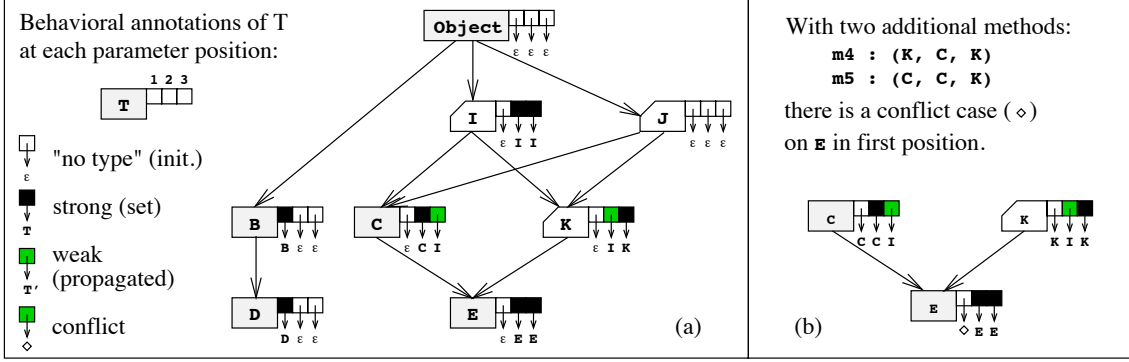 Behavioral annotations of T
at each parameter position:
1 2 3
T
"no type" (init.)
ε
strong (set)
T
weak
(propagated)
T'
conflict
◇
Object
ε ε ε
I
ε I I
J
ε ε ε
B
B ε ε
C
ε C I
K
ε I K
D
D ε ε
E
ε E E
(a)
With two additional methods:
m4 : (K, C, K)
m5 : (C, C, K)
there is a conflict case ( ◇ )
on E in first position.
C
C C I
K
K I K
E
◇ E E
(b)